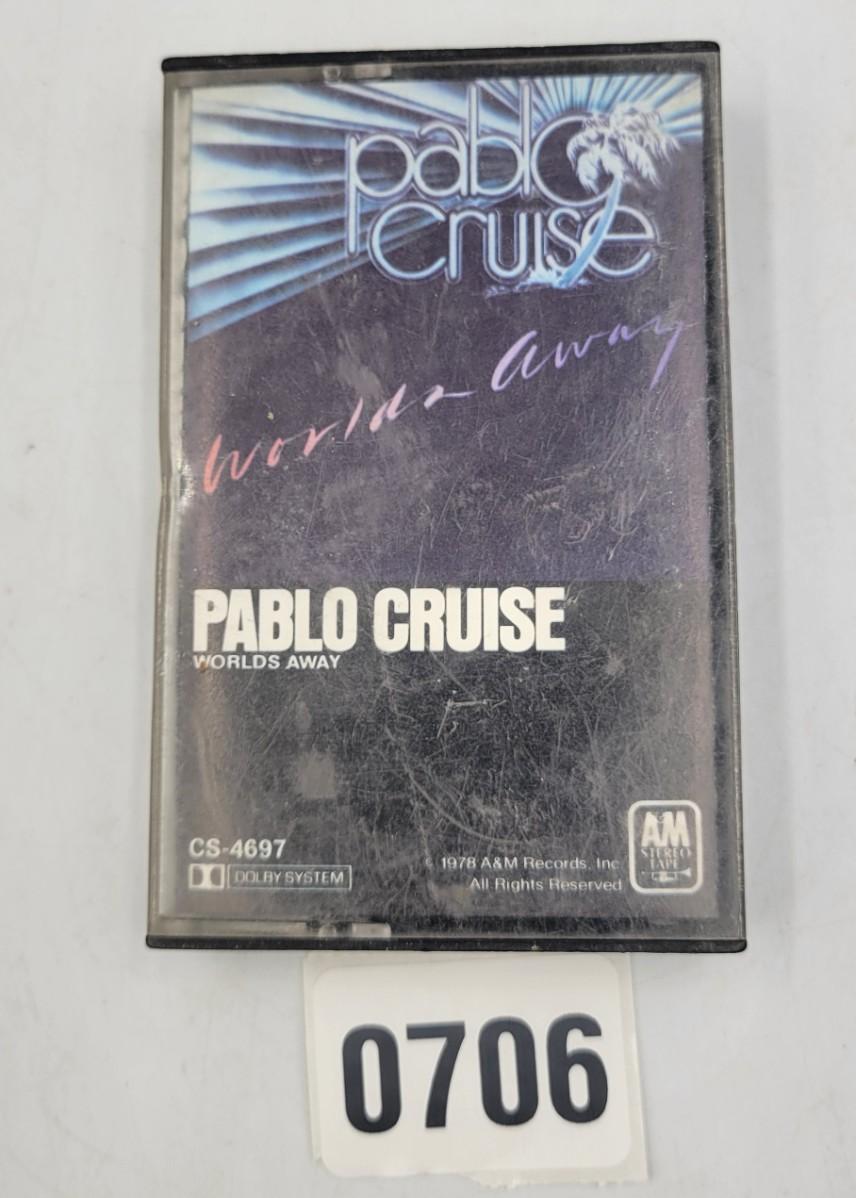 pablo
cruise
Worlds Away
PABLO CRUISE
WORLDS AWAY
CS-4697
DOLBY SYSTEM
© 1978 A&M Records, Inc.
All Rights Reserved
A&M
STEREO
TAPE
0706